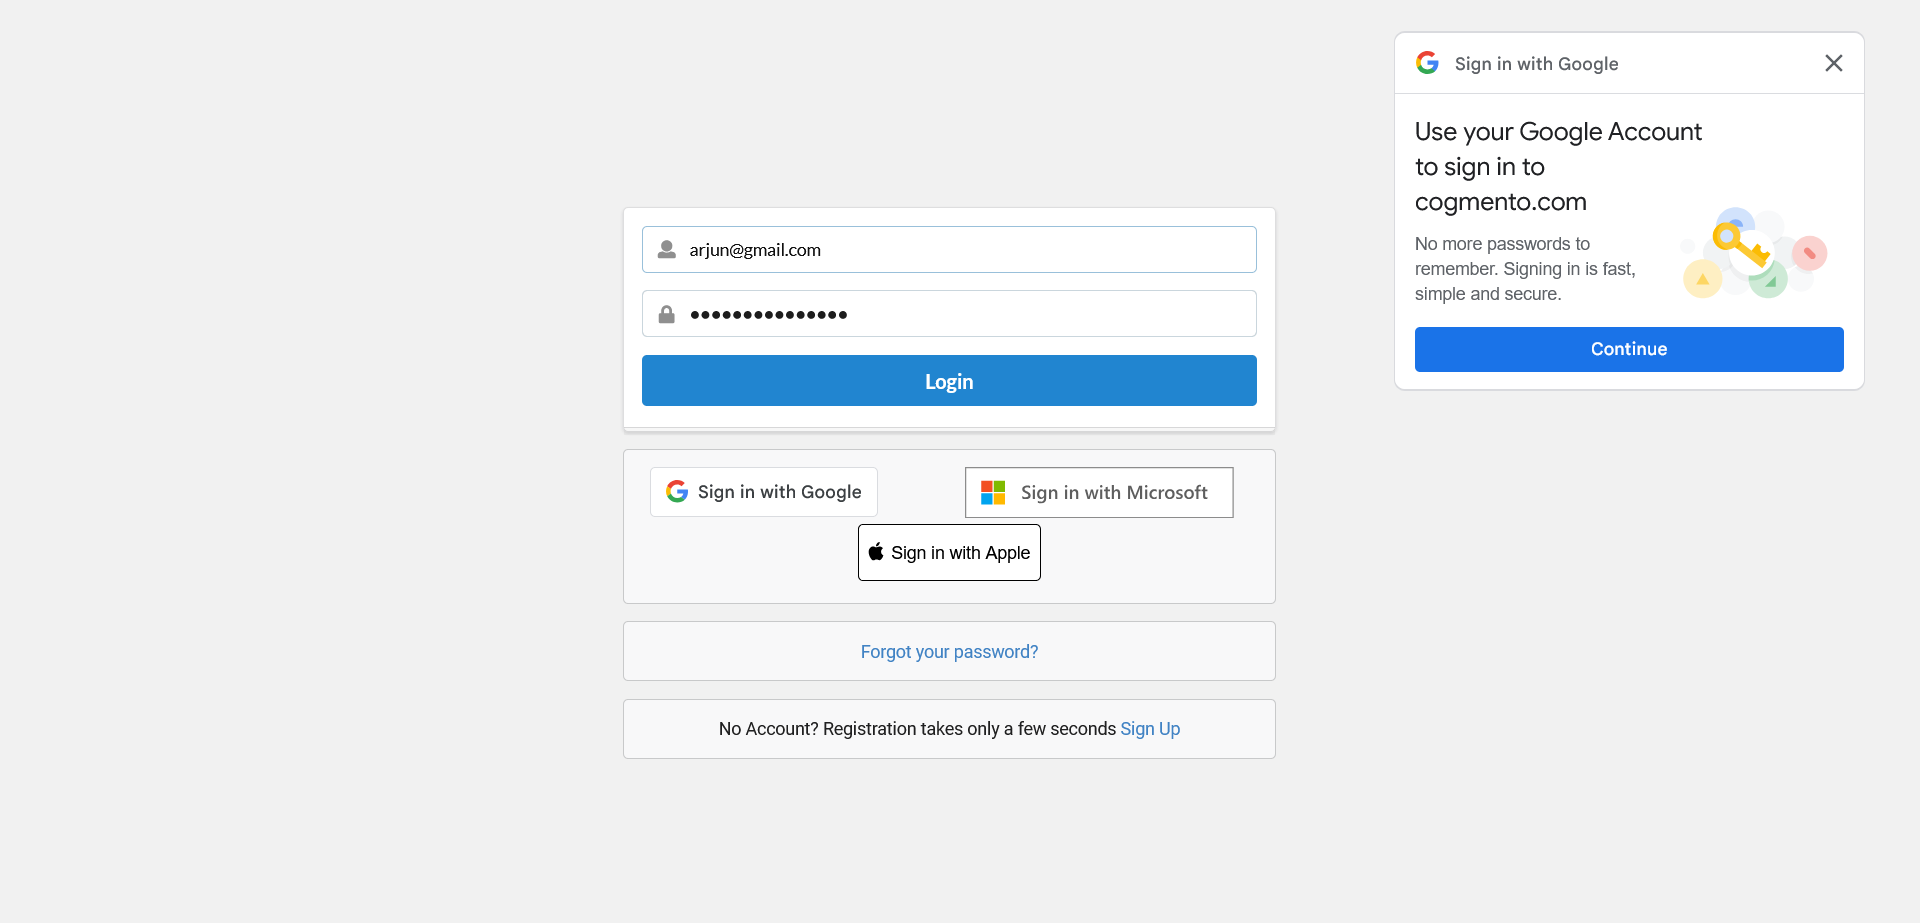 arjun@gmail.com
●●●●●●●●●●●●●●●
Login
Sign in with Google
Sign in with Microsoft
Sign in with Apple
Forgot your password?
No Account? Registration takes only a few seconds Sign Up
Sign in with Google
Use your Google Account
to sign in to
cogmento.com
No more passwords to
remember. Signing in is fast,
simple and secure.
Continue